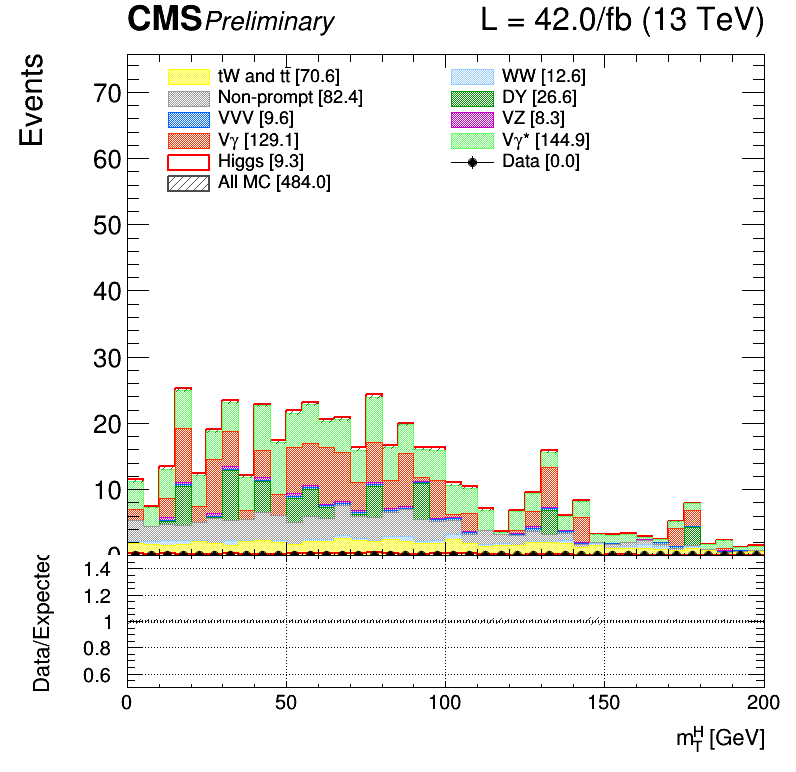 CMS Preliminary L = 42.0/fb (13 TeV)
Events
tW and tt̄ [70.6] WW [12.6]
Non-prompt [82.4] DY [26.6]
VVV [9.6] VZ [8.3]
Vγ [129.1] Vγ* [144.9]
Higgs [9.3] Data [0.0]
All MC [484.0]
70
60
50
40
30
20
10
0
Data/Expected
1.4
1.2
1
0.8
0.6
0 50 100 150 200
m_T^H [GeV]